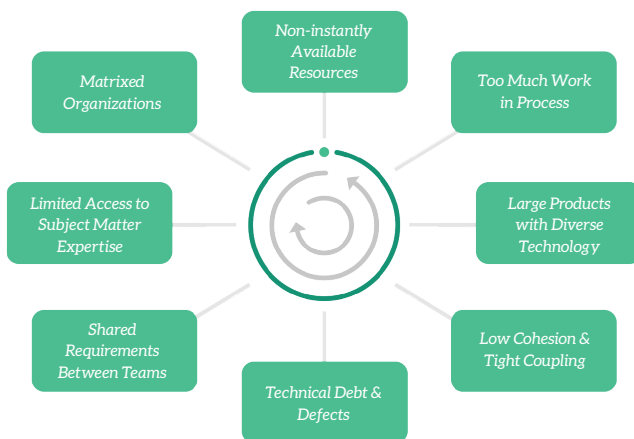 Non-instantly
Available
Resources
Matrixed
Organizations
Too Much Work
in Process
Limited Access to
Subject Matter
Expertise
Large Products
with Diverse
Technology
Shared
Requirements
Between Teams
Low Cohesion &
Tight Coupling
Technical Debt &
Defects